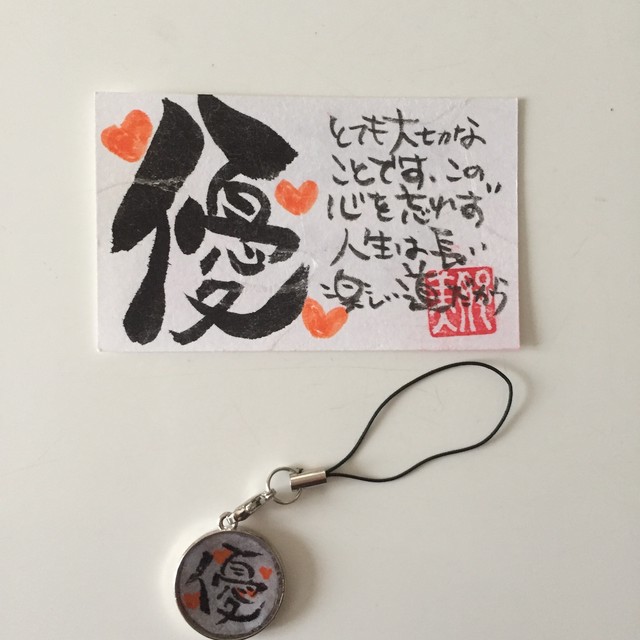 優
とても大切な
ことです、この
心を忘れず
人生は長い
楽しい道だから
優